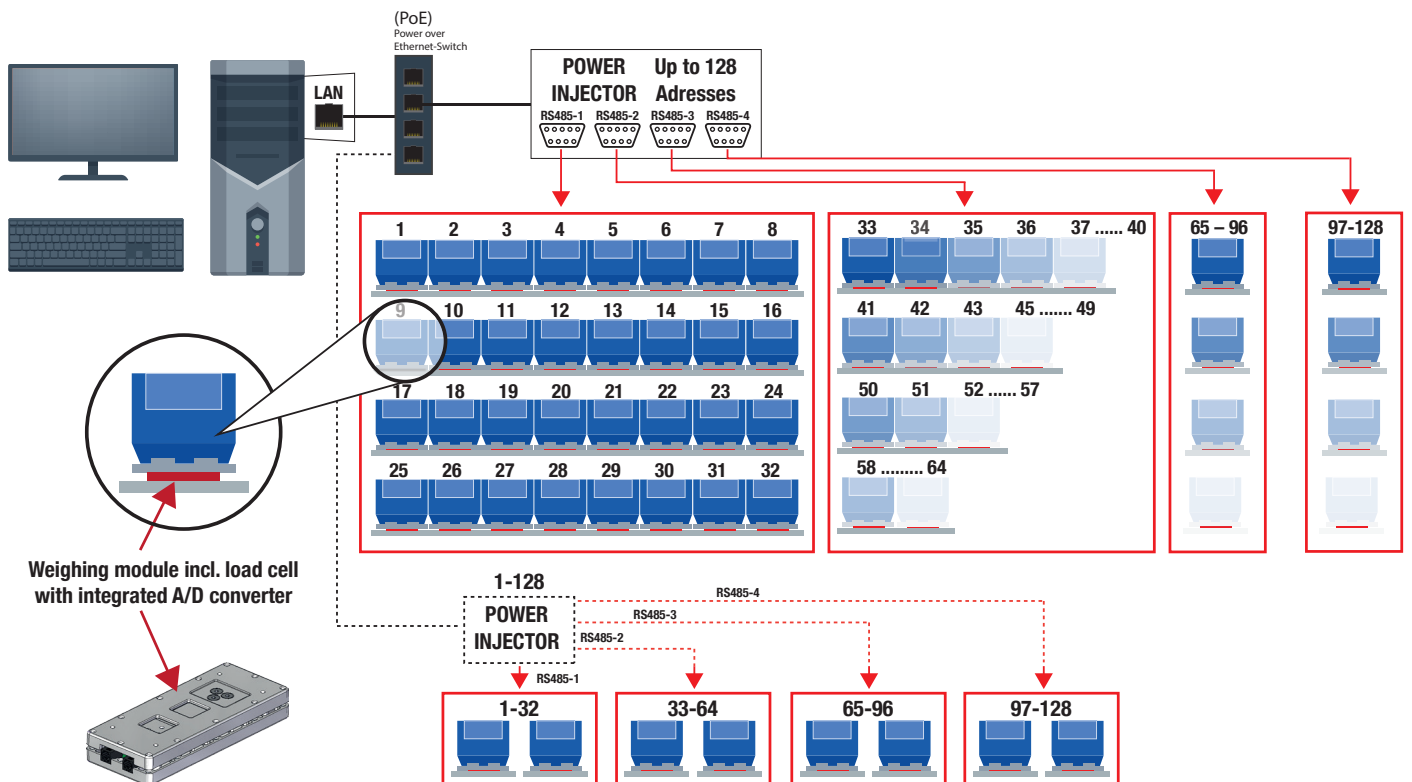 (PoE)
Power over
Ethernet-Switch
LAN
POWER
INJECTOR
Up to 128
Adresses
RS485-1 RS485-2 RS485-3 RS485-4
1 2 3 4 5 6 7 8
9 10 11 12 13 14 15 16
17 18 19 20 21 22 23 24
25 26 27 28 29 30 31 32
33 34 35 36 37 ...... 40
41 42 43 45 ....... 49
50 51 52 ...... 57
58 ......... 64
65 – 96
97-128
Weighing module incl. load cell
with integrated A/D converter
1-128
POWER
INJECTOR
RS485-4
RS485-3
RS485-2
RS485-1
1-32
33-64
65-96
97-128